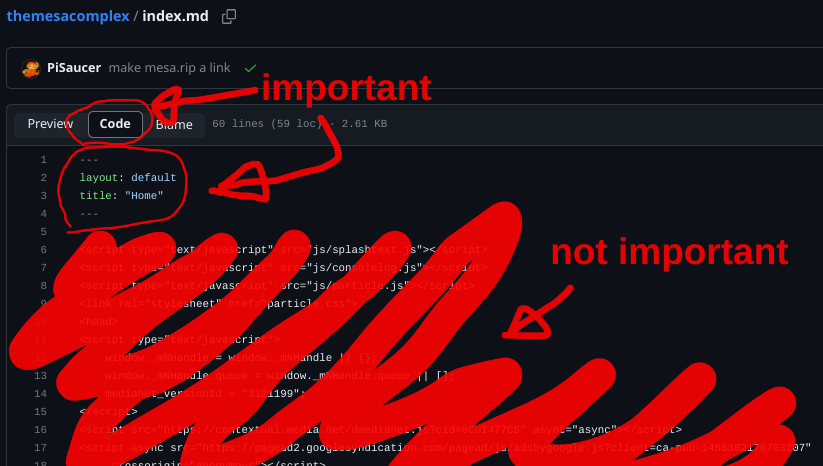 themesacomplex / index.md
PiSaucer make mesa.rip a link
important
Preview Code Blame 60 lines (59 loc) · 2.61 KB
1 ---
2 layout: default
3 title: "Home"
4 ---
5
not important
6 <script type="text/javascript" src="js/splashtext.js"></script>
7 <script type="text/javascript" src="js/consolelog.js"></script>
8 <script type="text/javascript" src="js/particle.js"></script>
9 <link rel="stylesheet" href="particle.css">
10 <head>
11 <script type="text/javascript">
12 window._mNHandle = window._mNHandle || {};
13 window._mNHandle.queue = window._mNHandle.queue || [];
14 medianet_versionId = "3121199";
15 </script>
16 <script src="https://contextual.media.net/dmedianet.js?cid=8CU1477C5" async="async"></script>
17 <script async src="https://pagead2.googlesyndication.com/pagead/js/adsbygoogle.js?client=ca-pub-
18 crossorigin="anonymous"></script>